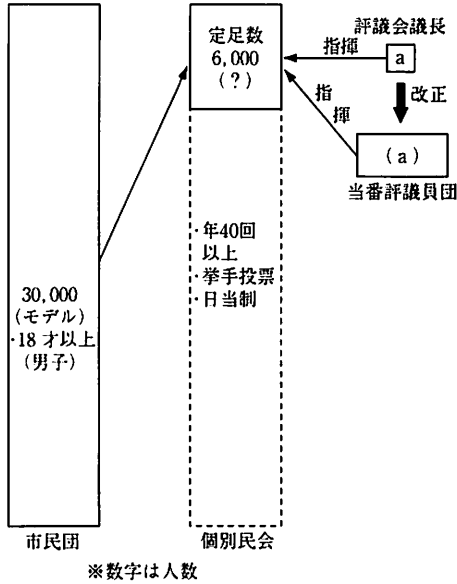 定足数
6,000
(?)
評議会議長
指揮
a
改正
指
揮
(a)
当番評議員団
・年40回
以上
・挙手投票
・日当制
30,000
(モデル)
・18才以上
(男子)
市民団
個別民会
※数字は人数